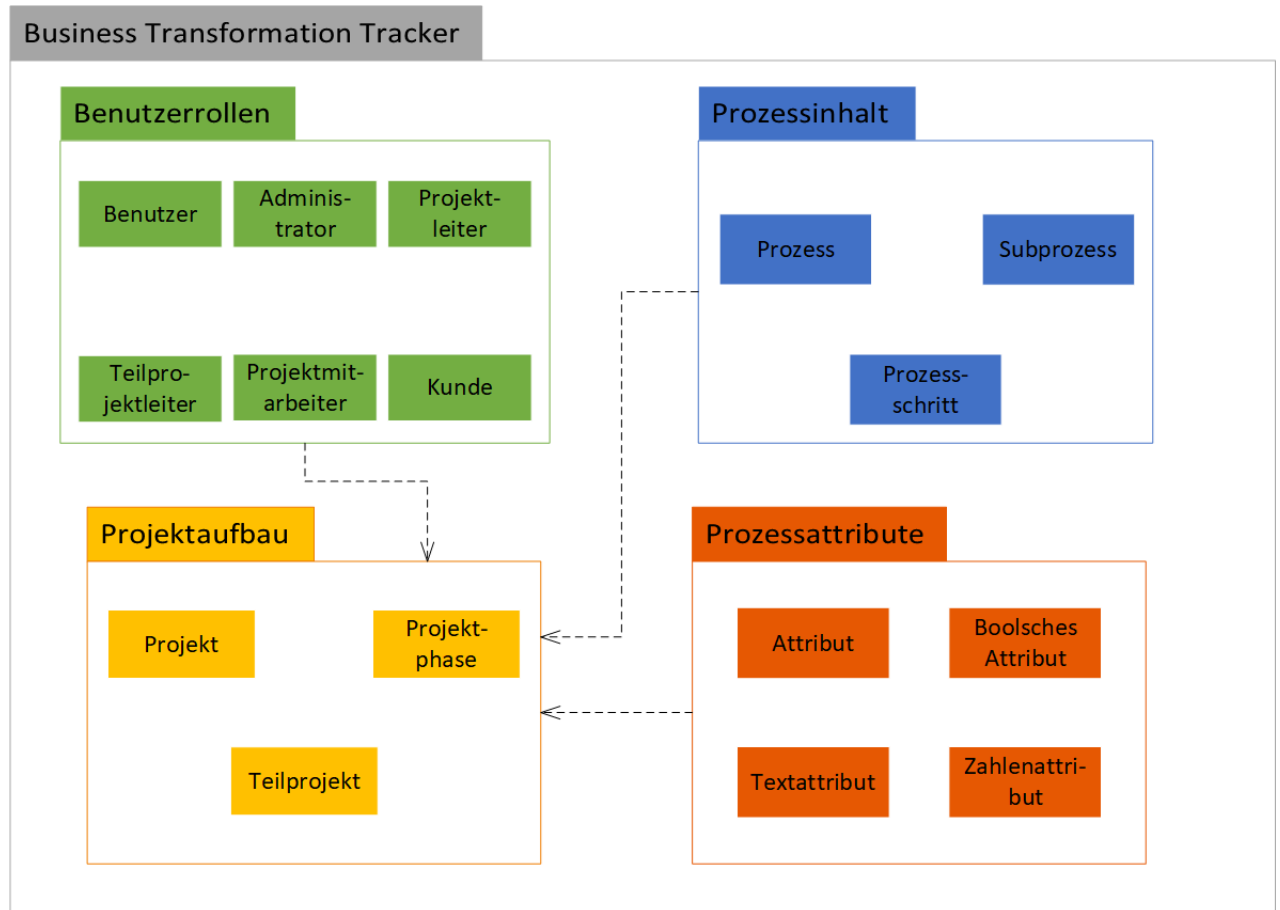 Business Transformation Tracker
Benutzerrollen
Benutzer
Adminis-
trator
Projekt-
leiter
Teilpro-
jektleiter
Projektmit-
arbeiter
Kunde
Prozessinhalt
Prozess
Subprozess
Prozess-
schritt
Projektaufbau
Projekt
Projekt-
phase
Teilprojekt
Prozessattribute
Attribut
Boolsches
Attribut
Textattribut
Zahlenattri-
but